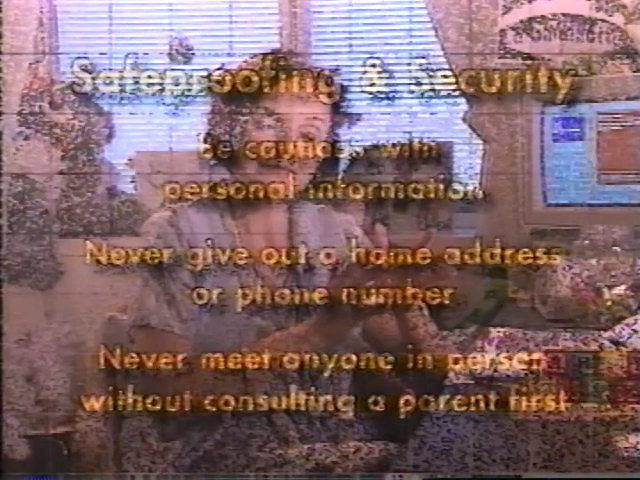 Safeproofing & Security
Be cautious with
personal information
Never give out a home address
or phone number
Never meet anyone in person
without consulting a parent first